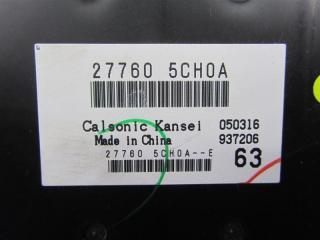 27760 5CH0A
Calsonic Kansei 050316
Made in China 937206
27760 5CH0A--E 63